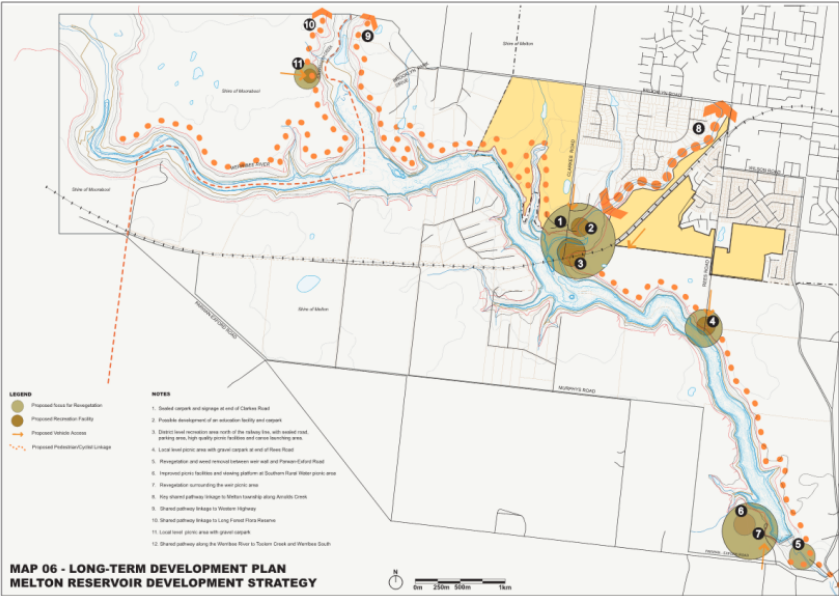 10
9
11
Shire of Melton
BROOKLYN ROAD
Shire of Moorabool
BROOKLYN ROAD
8
CLARKES ROAD
WERRIBEE RIVER
WILSON ROAD
Shire of Moorabool
1
2
3
REES ROAD
Shire of Melton
4
MURPHYS ROAD
LEGEND
Proposed focus for Revegetation
Proposed Recreation Facility
Proposed Vehicle Access
Proposed Pedestrian/Cyclist Linkage
NOTES
1. Sealed carpark and signage at end of Clarkes Road
2. Possible development of an education facility and carpark
3. District level recreation area north of the railway line, with sealed road,
parking area, high quality picnic facilities and canoe launching area.
4. Local level picnic area with gravel carpark at end of Rees Road
5. Revegetation and weed removal between weir wall and Parwan-Exford Road
6. Improved picnic facilities and viewing platform at Southern Rural Water picnic area
7. Revegetation surrounding the weir picnic area
8. Key shared pathway linkage to Melton township along Arnolds Creek
9. Shared pathway linkage to Western Highway
10. Shared pathway linkage to Long Forest Flora Reserve
11. Local level picnic area with gravel carpark
12. Shared pathway along the Werribee River to Toolern Creek and Werribee South
6
7
5
MAP 06 - LONG-TERM DEVELOPMENT PLAN
MELTON RESERVOIR DEVELOPMENT STRATEGY
N
0m 250m 500m 1km